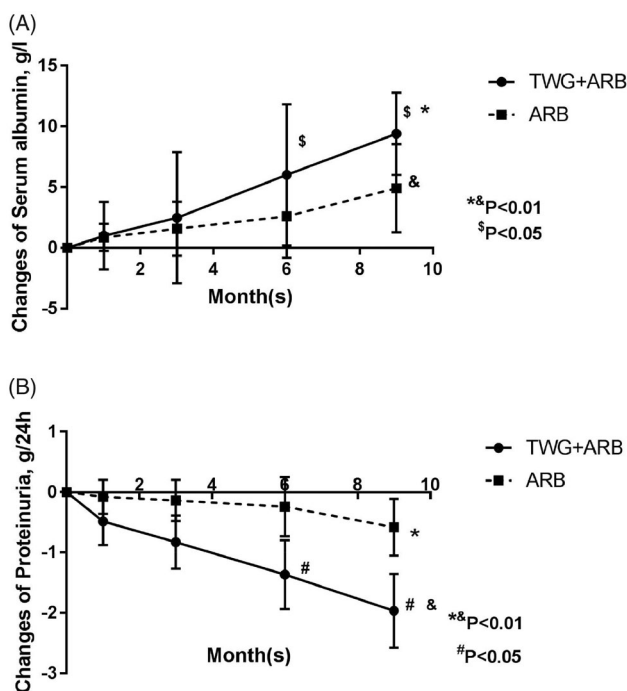 (A)
Changes of Serum albumin, g/l
15
10
5
0
-5
2 4 6 8 10
Month(s)
$
$ *
&
TWG+ARB
ARB
*&P<0.01
$P<0.05
(B)
Changes of Proteinuria, g/24h
1
0
-1
-2
-3
2 4 6 8 10
Month(s)
*
#
# &
TWG+ARB
ARB
*&P<0.01
#P<0.05